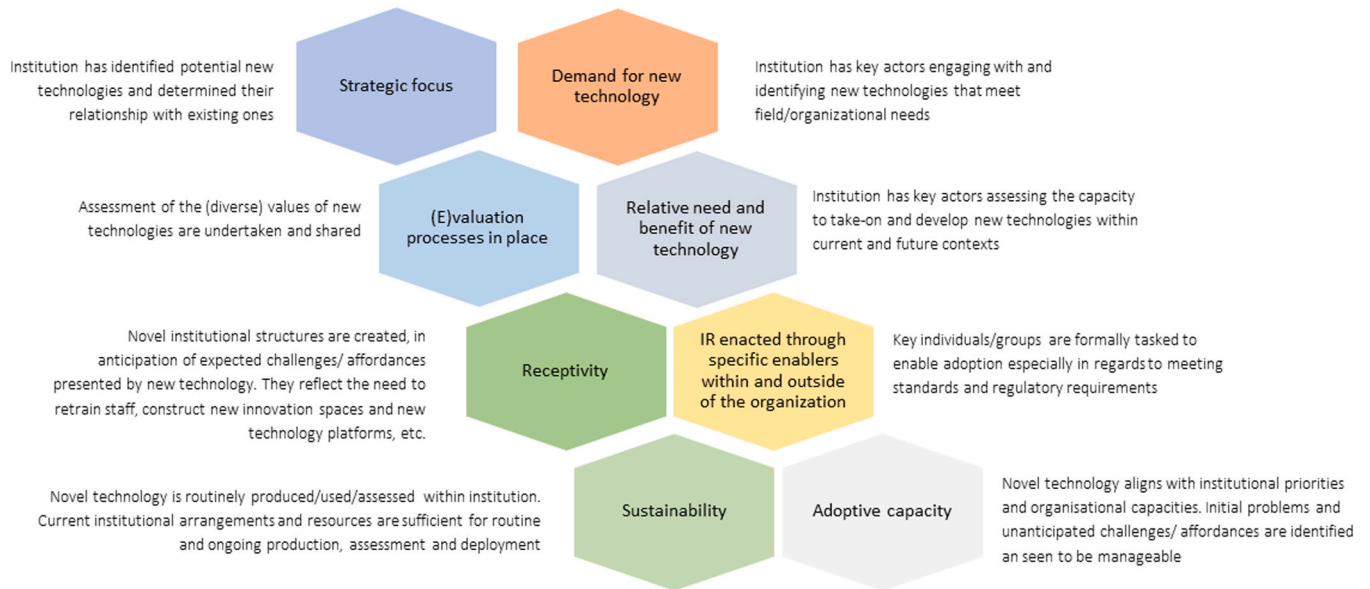 Institution has identified potential new
technologies and determined their
relationship with existing ones
Strategic focus
Demand for new
technology
Institution has key actors engaging with and
identifying new technologies that meet
field/organizational needs
Assessment of the (diverse) values of new
technologies are undertaken and shared
(E)valuation
processes in place
Relative need and
benefit of new
technology
Institution has key actors assessing the capacity
to take-on and develop new technologies within
current and future contexts
Novel institutional structures are created, in
anticipation of expected challenges/ affordances
presented by new technology. They reflect the need to
retrain staff, construct new innovation spaces and new
technology platforms, etc.
Receptivity
IR enacted through
specific enablers
within and outside
of the organization
Key individuals/groups are formally tasked to
enable adoption especially in regards to meeting
standards and regulatory requirements
Novel technology is routinely produced/used/assessed within institution.
Current institutional arrangements and resources are sufficient for routine
and ongoing production, assessment and deployment
Sustainability
Adoptive capacity
Novel technology aligns with institutional priorities
and organisational capacities. Initial problems and
unanticipated challenges/ affordances are identified
an seen to be manageable